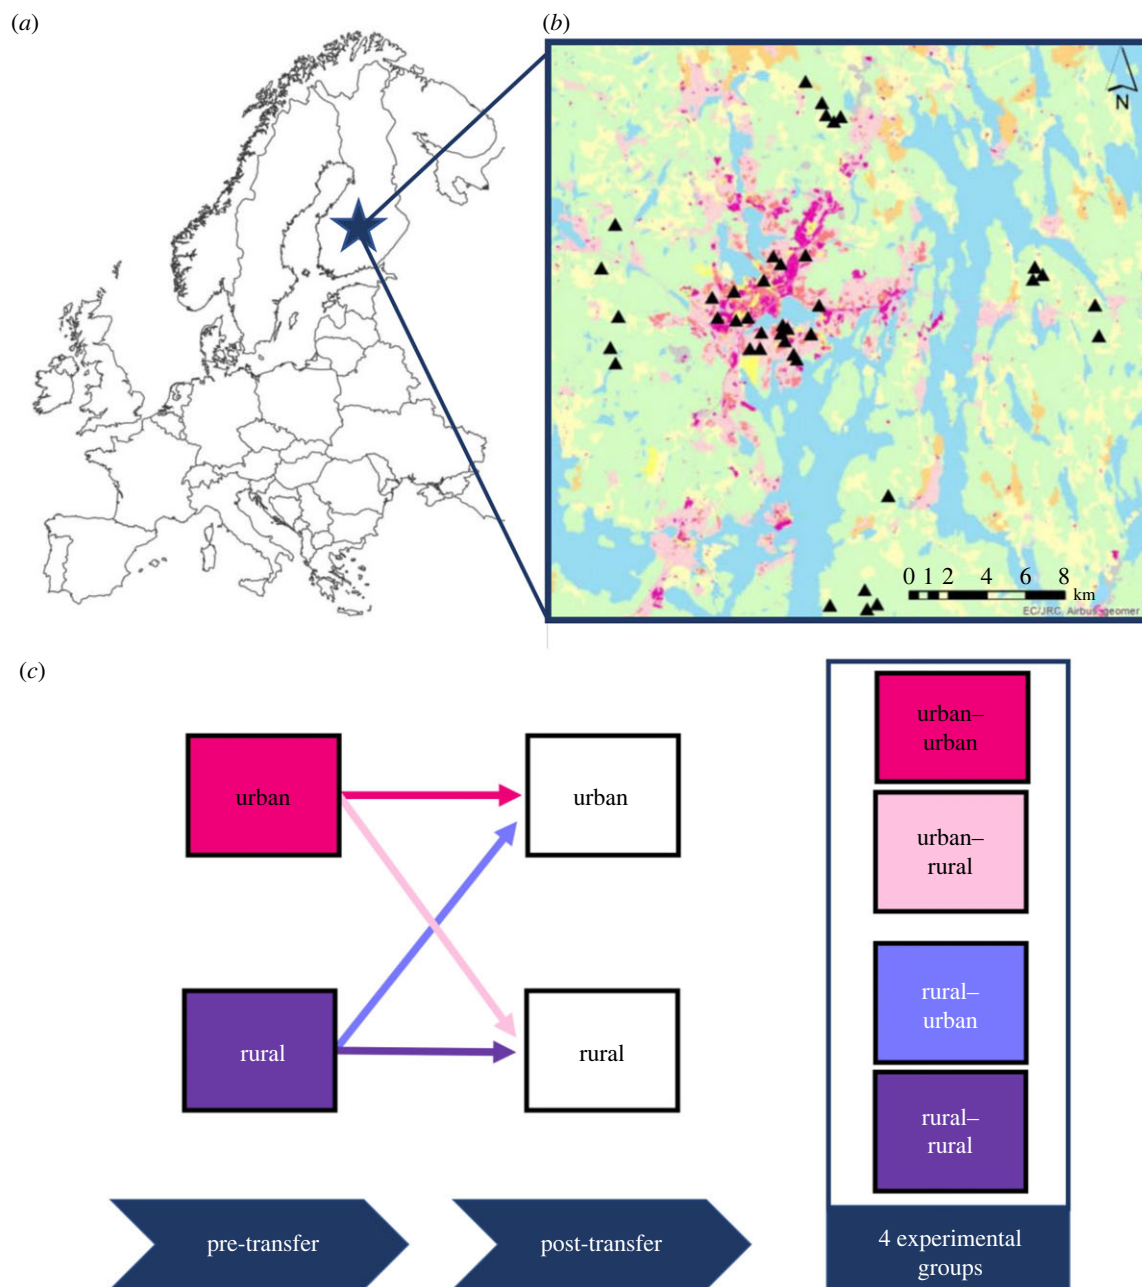 (a)
(b)
N
0 1 2 4 6 8
km
EC/JRC, Airbus, geomer
(c)
urban
urban
rural
rural
urban–
urban
urban–
rural
rural–
urban
rural–
rural
pre-transfer
post-transfer
4 experimental
groups